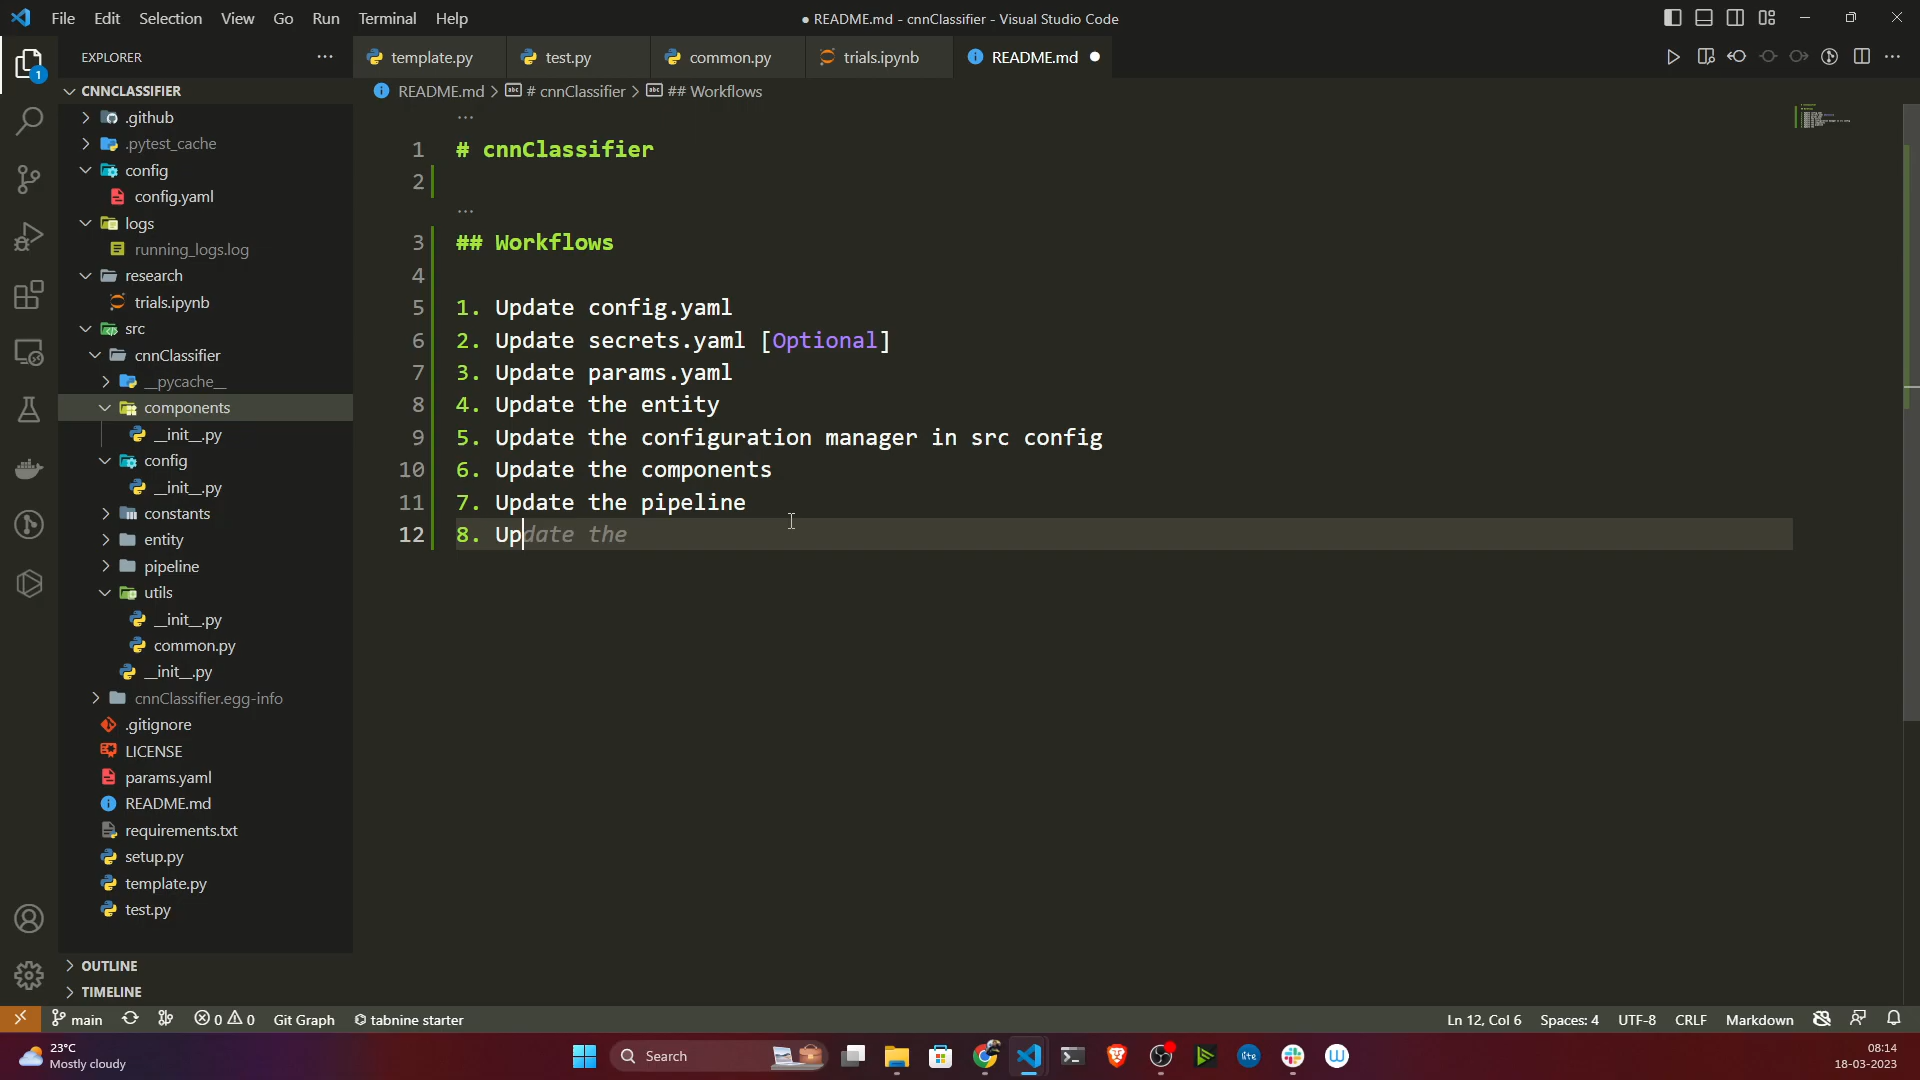 File Edit Selection View Go Run Terminal Help
● README.md - cnnClassifier - Visual Studio Code
EXPLORER
1
template.py
test.py
common.py
trials.ipynb
README.md
CNNCLASSIFIER
README.md > # cnnClassifier > ## Workflows
.github
.pytest_cache
config
config.yaml
logs
running_logs.log
research
trials.ipynb
src
cnnClassifier
__pycache__
components
__init__.py
config
__init__.py
constants
entity
pipeline
utils
__init__.py
common.py
__init__.py
cnnClassifier.egg-info
.gitignore
LICENSE
params.yaml
README.md
requirements.txt
setup.py
template.py
test.py
OUTLINE
TIMELINE
1 # cnnClassifier
2
3 ## Workflows
4
5 1. Update config.yaml
6 2. Update secrets.yaml [Optional]
7 3. Update params.yaml
8 4. Update the entity
9 5. Update the configuration manager in src config
10 6. Update the components
11 7. Update the pipeline
12 8. Update the
main 0 0 Git Graph tabnine starter
Ln 12, Col 6 Spaces: 4 UTF-8 CRLF Markdown
23°C
Mostly cloudy
Search
lite
08:14
18-03-2023